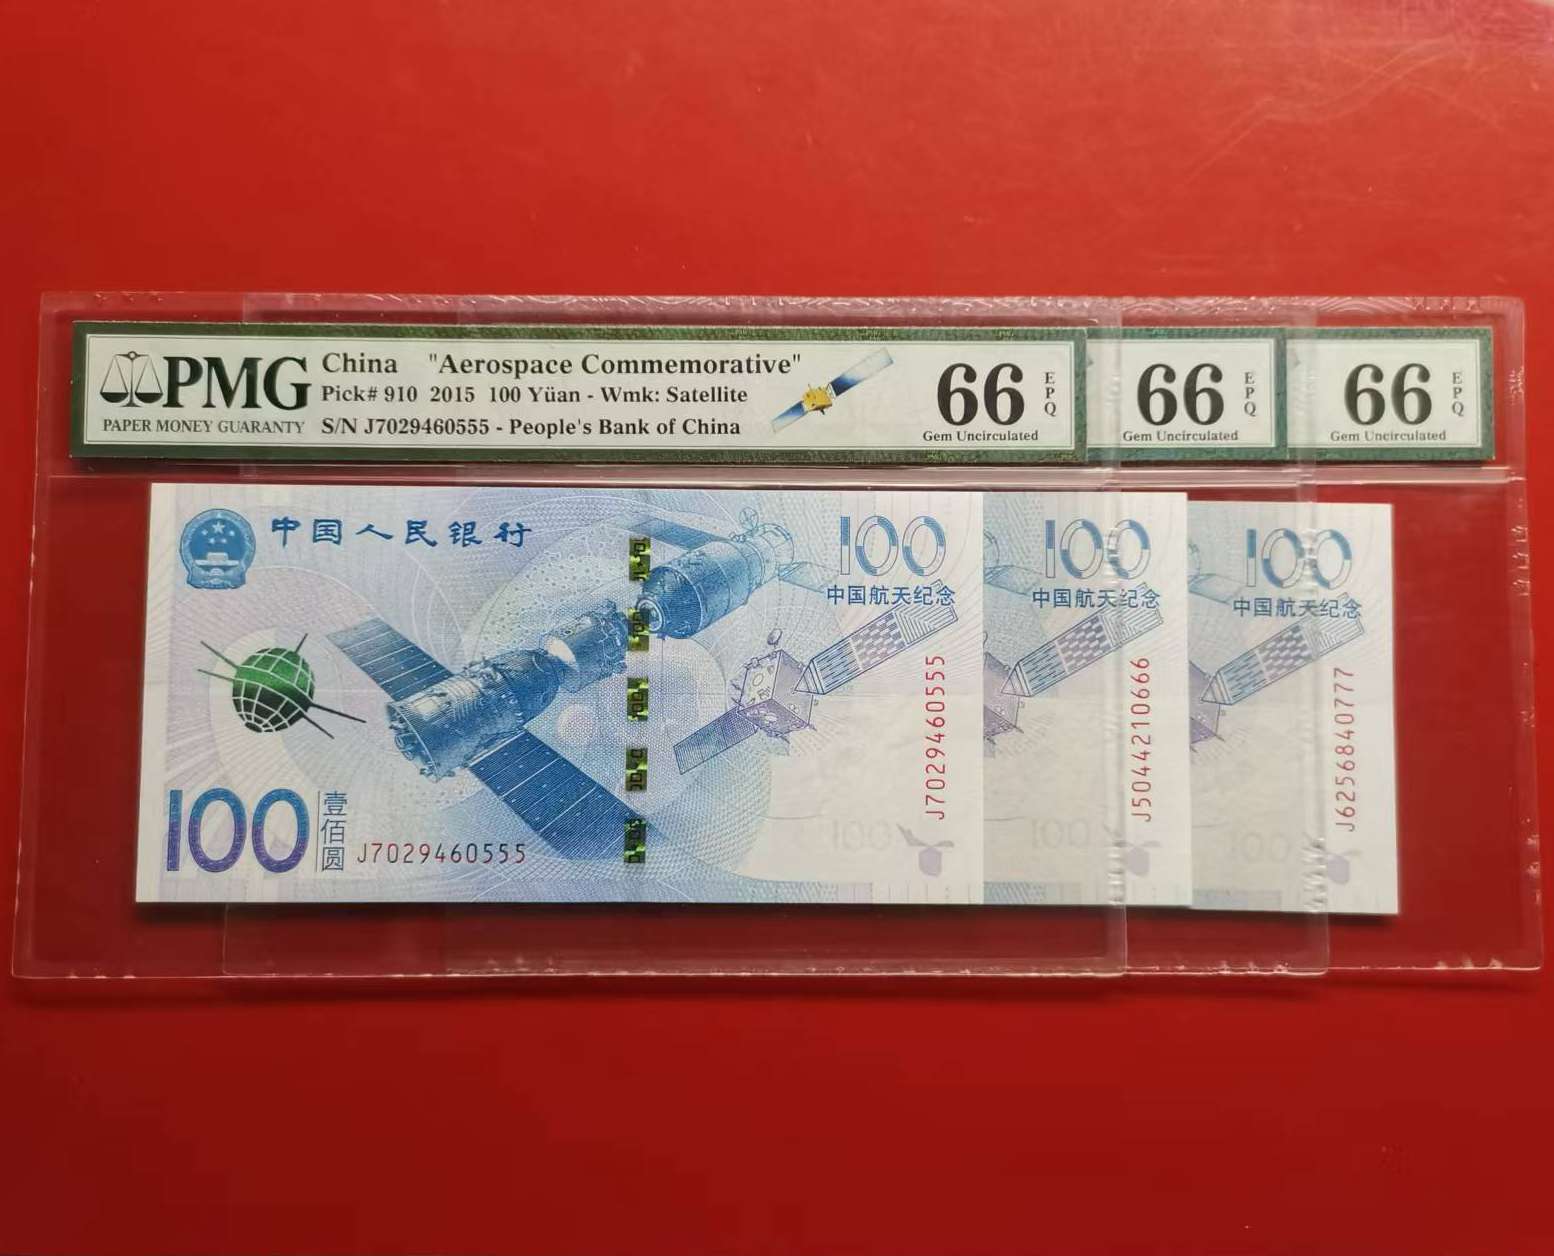 PMG
PAPER MONEY GUARANTY
China "Aerospace Commemorative"
Pick# 910 2015 100 Yüan - Wmk: Satellite
S/N J7029460555 - People's Bank of China
66
EPQ
Gem Uncirculated
66
EPQ
Gem Uncirculated
66
EPQ
Gem Uncirculated
中国人民银行
100
中国航天纪念
J7029460555
100
壹佰圆
J7029460555
100
中国航天纪念
J5044210666
100
中国航天纪念
J6256840777